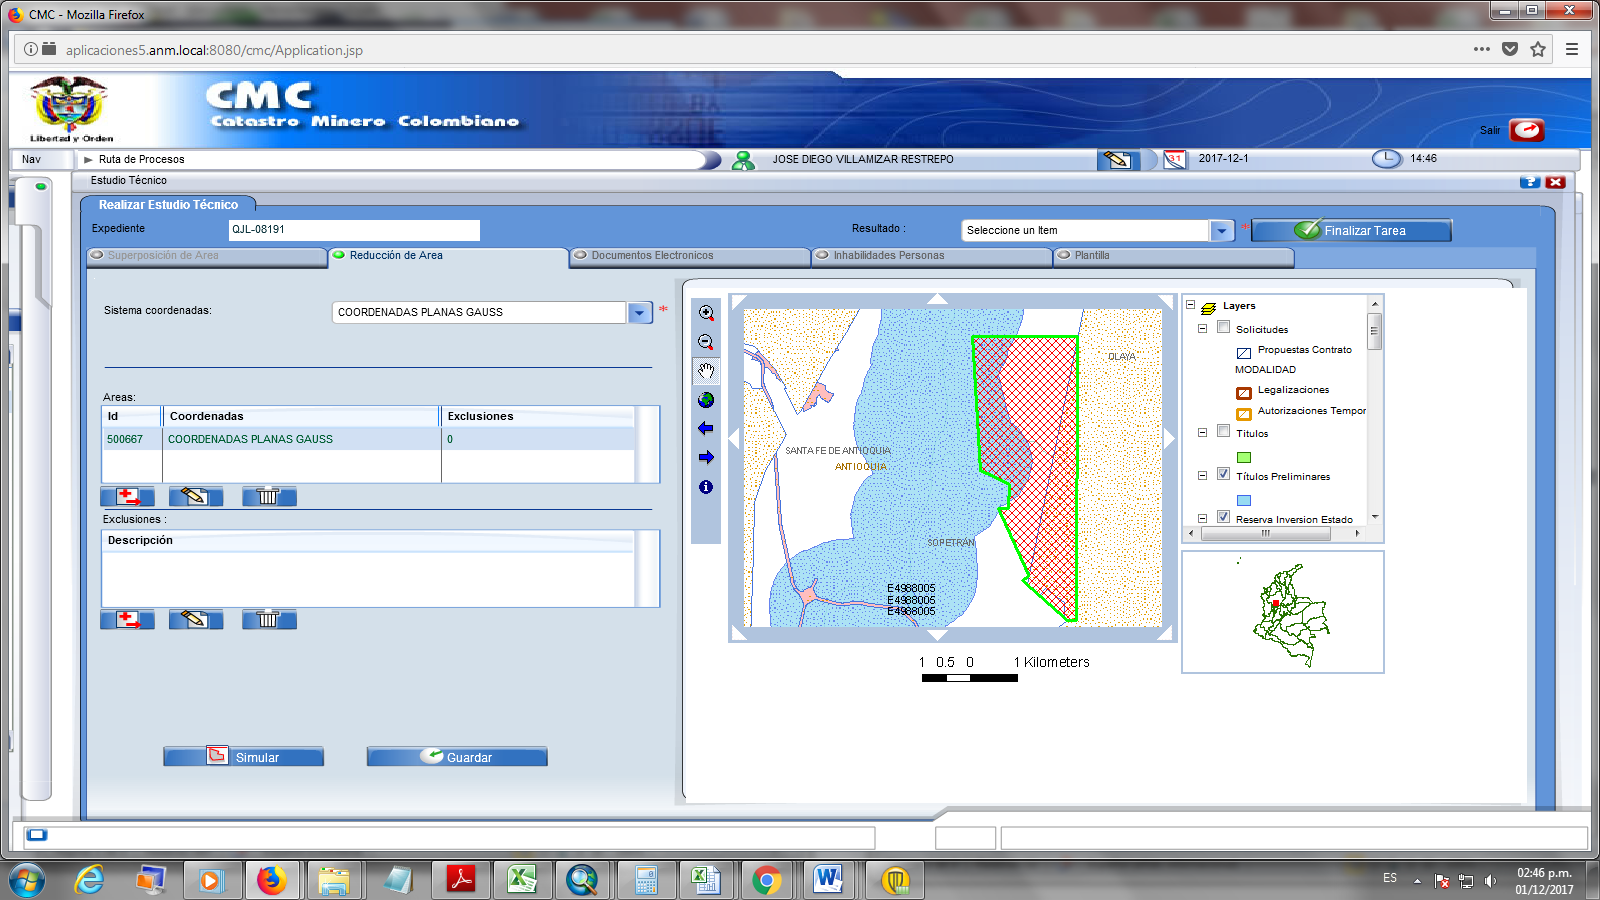 CMC - Mozilla Firefox
aplicaciones5.anm.local:8080/cmc/Application.jsp
CMC
Catastro Minero Colombiano
Libertad y Orden
Salir
Nav
Ruta de Procesos
JOSE DIEGO VILLAMIZAR RESTREPO
31
2017-12-1
14:46
Estudio Técnico
?
Realizar Estudio Técnico
Expediente
QJL-08191
Resultado :
Seleccione un Item
*
Finalizar Tarea
Superposición de Area
Reducción de Area
Documentos Electronicos
Inhabilidades Personas
Plantilla
Sistema coordenadas:
COORDENADAS PLANAS GAUSS
*
Areas:
Id Coordenadas Exclusiones
500667 COORDENADAS PLANAS GAUSS 0
Exclusiones :
Descripción
Simular
Guardar
OLAYA
SANTA FE DE ANTIOQUIA
ANTIOQUIA
SOPETRAN
E4988005
E4988005
E4988005
1 0.5 0 1 Kilometers
Layers
Solicitudes
Propuestas Contrato
MODALIDAD
Legalizaciones
Autorizaciones Tempor
Titulos
Títulos Preliminares
Reserva Inversion Estado
ES
02:46 p.m.
01/12/2017